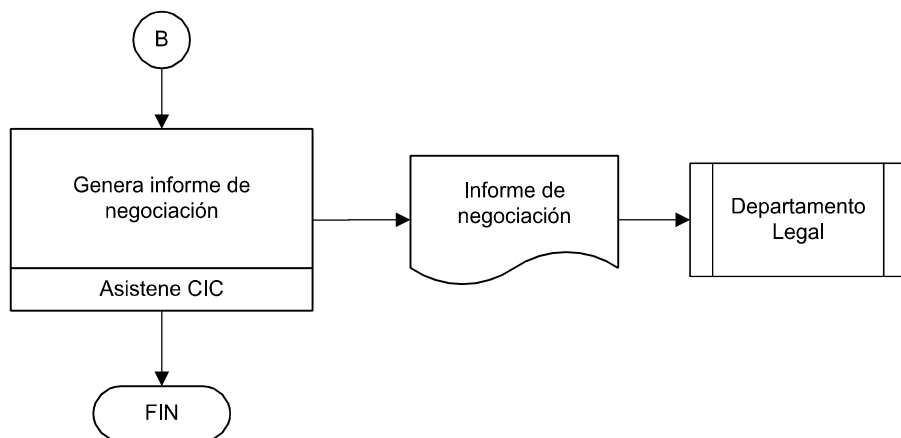 B
Genera informe de
negociación
Asistene CIC
Informe de
negociación
Departamento
Legal
FIN